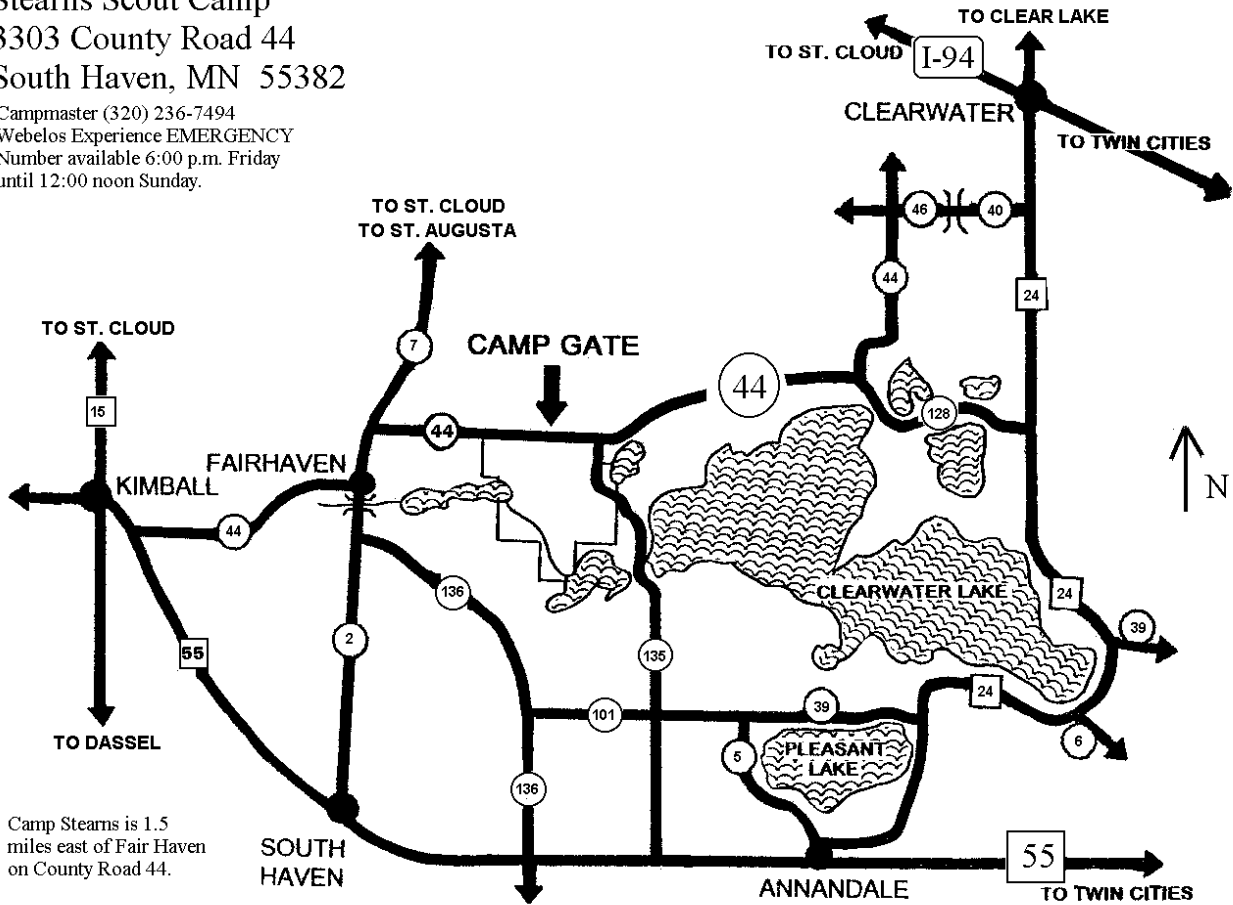 Stearns Scout Camp
3303 County Road 44
South Haven, MN 55382
Campmaster (320) 236-7494
Webelos Experience EMERGENCY
Number available 6:00 p.m. Friday
until 12:00 noon Sunday.
TO CLEAR LAKE
TO ST. CLOUD
I-94
CLEARWATER
TO TWIN CITIES
46
40
TO ST. CLOUD
TO ST. AUGUSTA
44
24
TO ST. CLOUD
7
CAMP GATE
15
44
128
44
FAIRHAVEN
KIMBALL
N
44
136
CLEARWATER LAKE
24
39
2
55
135
24
101
39
6
TO DASSEL
5
PLEASANT
LAKE
136
Camp Stearns is 1.5
miles east of Fair Haven
on County Road 44.
SOUTH
HAVEN
55
ANNANDALE
TO TWIN CITIES